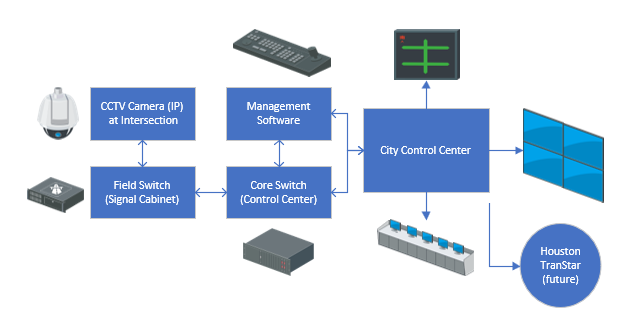 CCTV Camera (IP)
at Intersection
Management
Software
City Control Center
Field Switch
(Signal Cabinet)
Core Switch
(Control Center)
Houston
TranStar
(future)